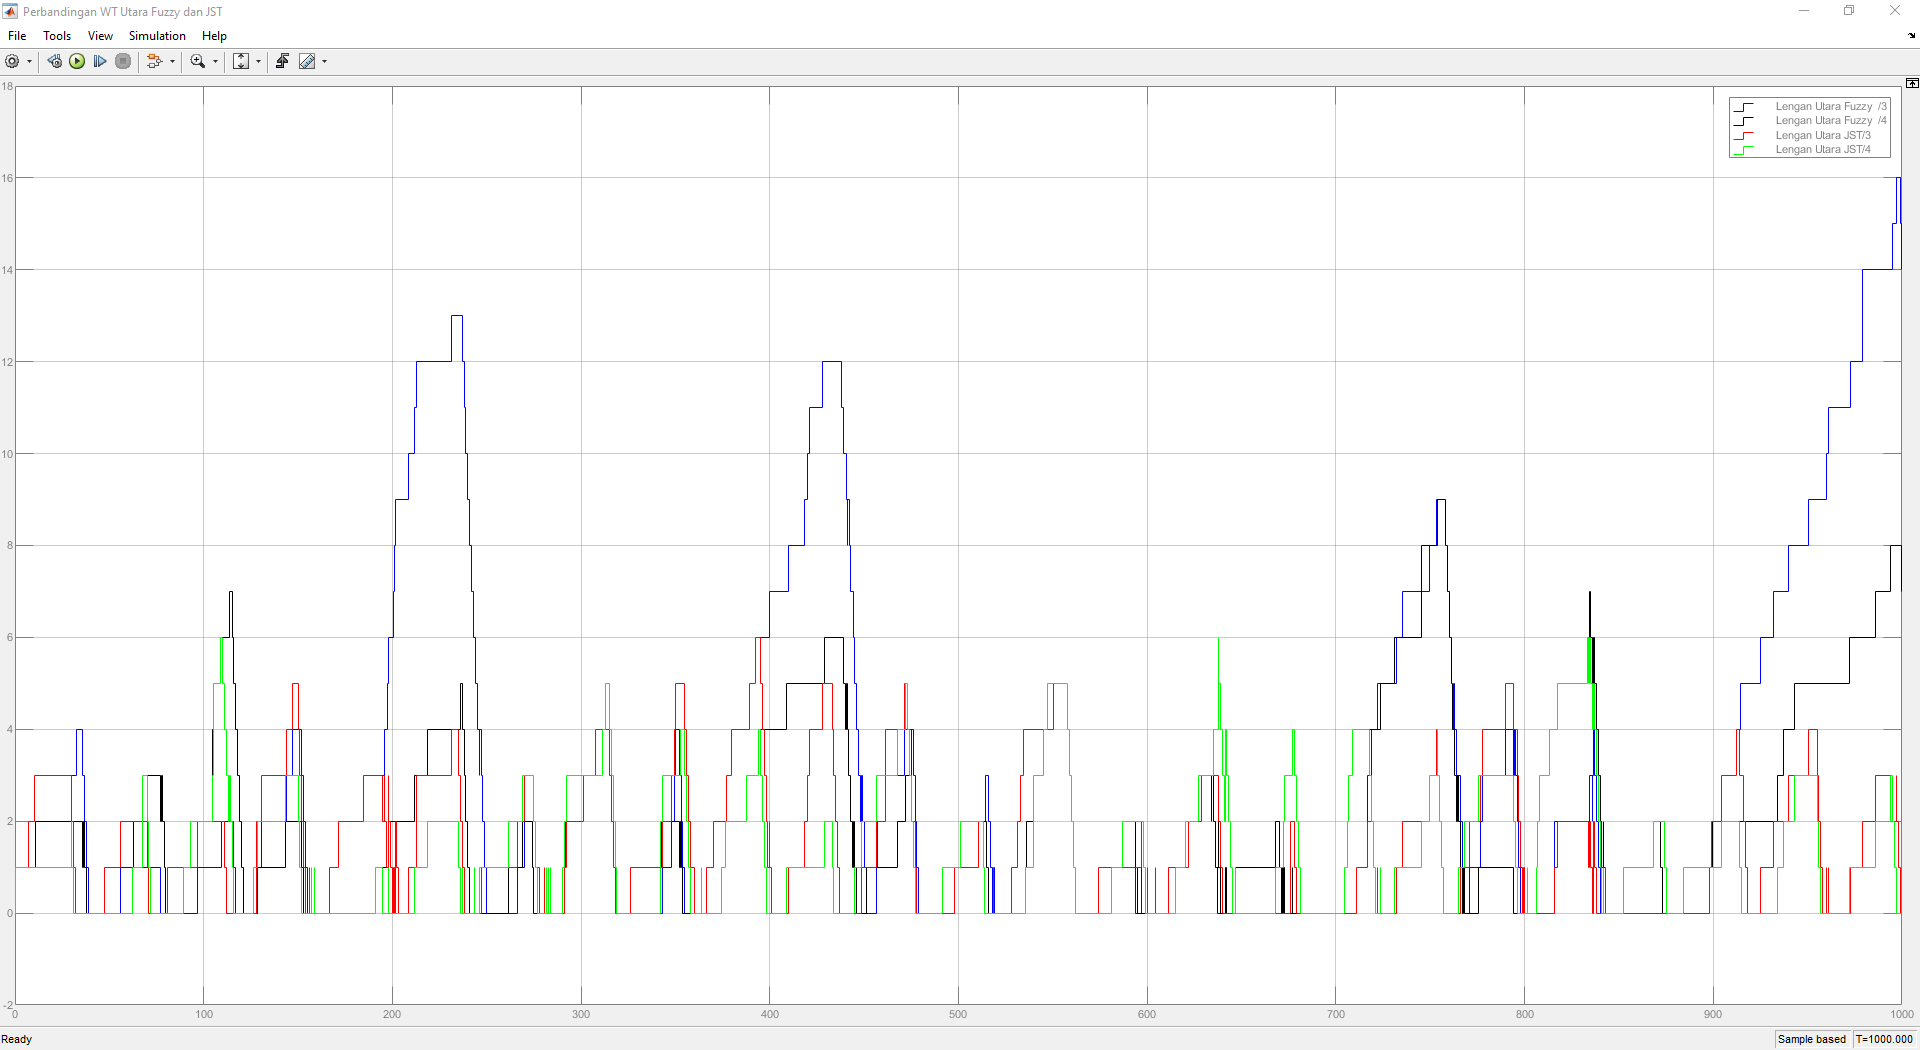 Perbandingan WT Utara Fuzzy dan JST
File Tools View Simulation Help
18
16
14
12
10
8
6
4
2
0
-2
Lengan Utara Fuzzy /3
Lengan Utara Fuzzy /4
Lengan Utara JST/3
Lengan Utara JST/4
0 100 200 300 400 500 600 700 800 900 1000
Ready Sample based T=1000.000